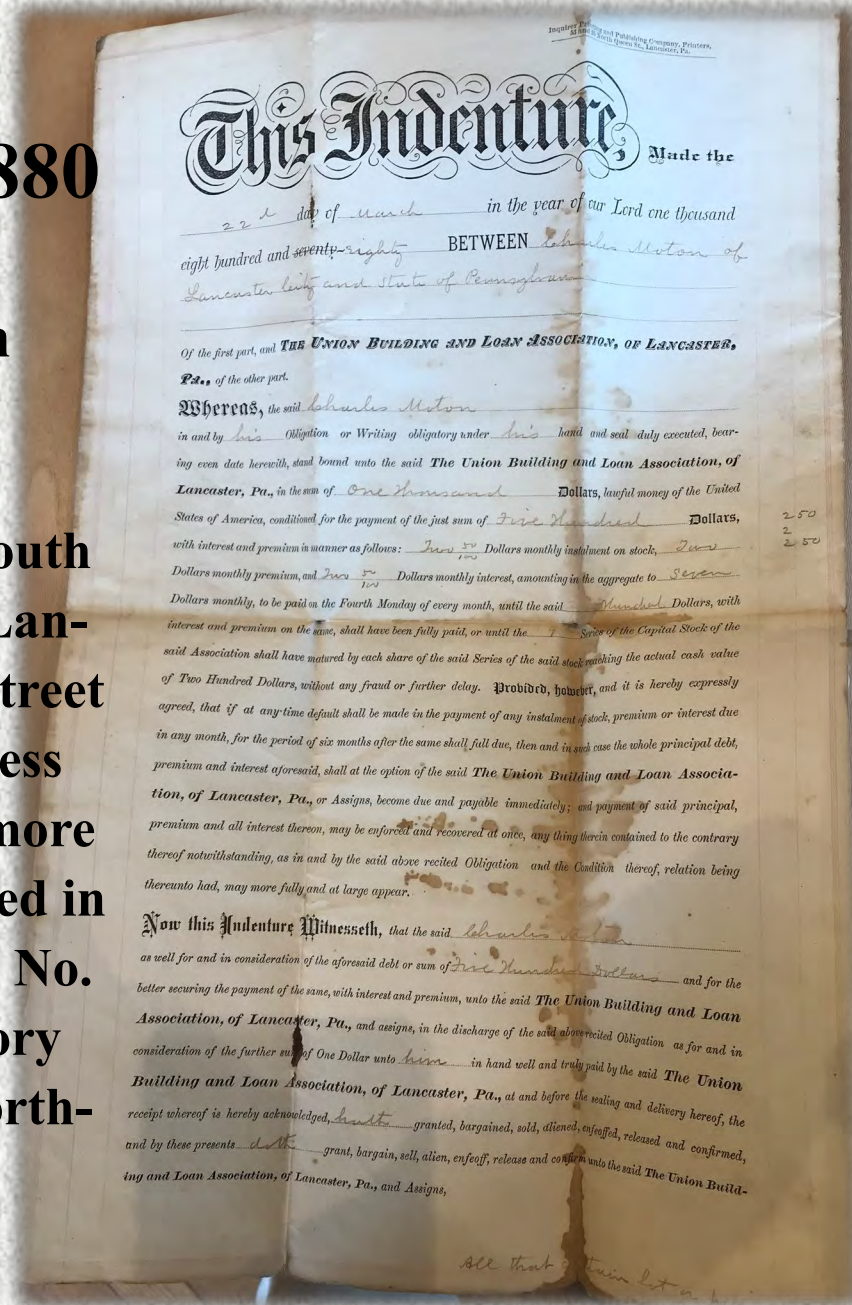 880
n
outh
Lan-
treet
ess
more
ed in
No.
ory
orth-
Inquirer Printing and Publishing Company, Printers,
Queen St., Lancaster, Pa.
This Indenture, Made the
22d day of March in the year of our Lord one thousand
eight hundred and seventy- eighty BETWEEN Charles Moton of
Lancaster City and State of Pennsylvania
Of the first part, and THE UNION BUILDING AND LOAN ASSOCIATION, OF LANCASTER,
PA., of the other part.
Whereas, the said Charles Moton
in and by his Obligation or Writing obligatory under his hand and seal duly executed, bear-
ing even date herewith, stand bound unto the said The Union Building and Loan Association, of
Lancaster, Pa., in the sum of One Thousand Dollars, lawful money of the United
States of America, conditioned for the payment of the just sum of Five Hundred Dollars,
with interest and premium in manner as follows: Two 50/100 Dollars monthly instalment on stock, Two
Dollars monthly premium, and Two 50/100 Dollars monthly interest, amounting in the aggregate to Seven
Dollars monthly, to be paid on the Fourth Monday of every month, until the said Hundred Dollars, with
interest and premium on the same, shall have been fully paid, or until the Series of the Capital Stock of the
said Association shall have matured by each share of the said Series of the said stock reaching the actual cash value
of Two Hundred Dollars, without any fraud or further delay. Provided, however, and it is hereby expressly
agreed, that if at any time default shall be made in the payment of any instalment of stock, premium or interest due
in any month, for the period of six months after the same shall fall due, then and in such case the whole principal debt,
premium and interest aforesaid, shall at the option of the said The Union Building and Loan Associa-
tion, of Lancaster, Pa., or Assigns, become due and payable immediately; and payment of said principal,
premium and all interest thereon, may be enforced and recovered at once, any thing therein contained to the contrary
thereof notwithstanding, as in and by the said above recited Obligation and the Condition thereof, relation being
thereunto had, may more fully and at large appear.
Now this Indenture Witnesseth, that the said Charles Moton
as well for and in consideration of the aforesaid debt or sum of Five Hundred Dollars and for the
better securing the payment of the same, with interest and premium, unto the said The Union Building and Loan
Association, of Lancaster, Pa., and assigns, in the discharge of the said above recited Obligation as for and in
consideration of the further sum of One Dollar unto him in hand well and truly paid by the said The Union
Building and Loan Association, of Lancaster, Pa., at and before the sealing and delivery hereof, the
receipt whereof is hereby acknowledged, hath granted, bargained, sold, aliened, enfeoffed, released and confirmed,
and by these presents doth grant, bargain, sell, alien, enfeoff, release and confirm unto the said The Union Build-
ing and Loan Association, of Lancaster, Pa., and Assigns,
All that certain lot or
2 50
2
2 50